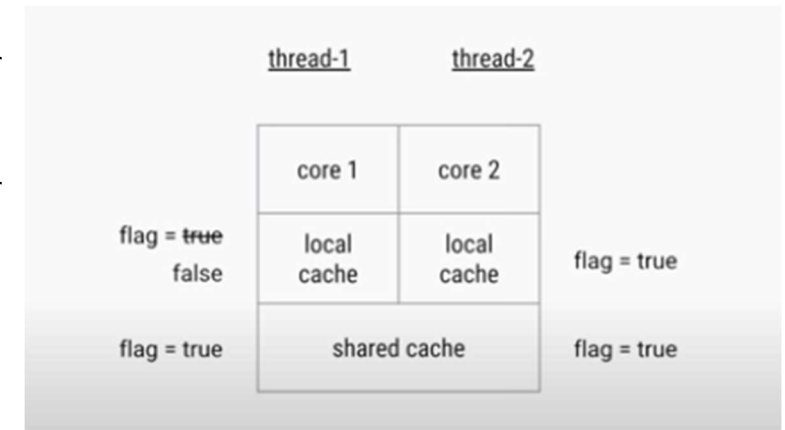 thread-1 thread-2
core 1 core 2
flag = true
false
local cache
local cache
flag = true
flag = true
shared cache
flag = true